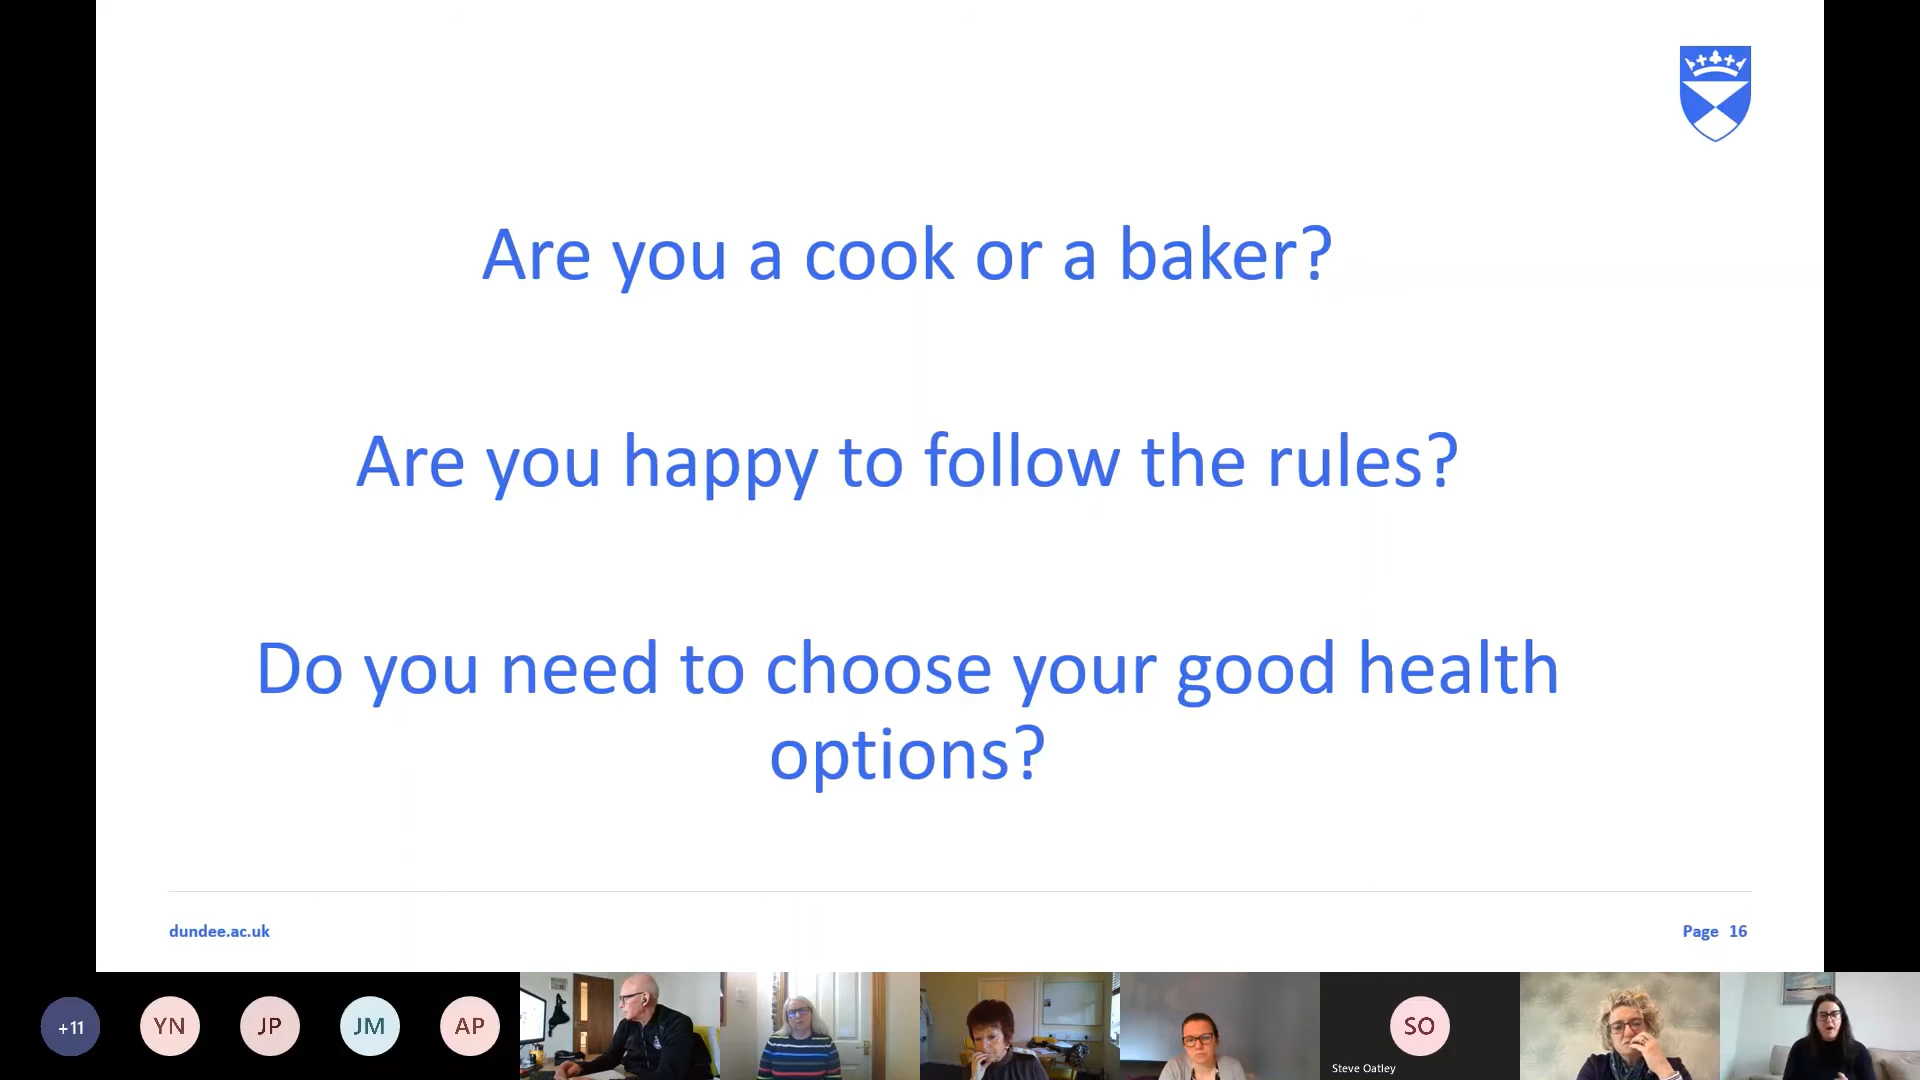 Are you a cook or a baker?
Are you happy to follow the rules?
Do you need to choose your good health
options?
dundee.ac.uk
Page 16
+11
YN
JP
JM
AP
SO
Steve Oatley